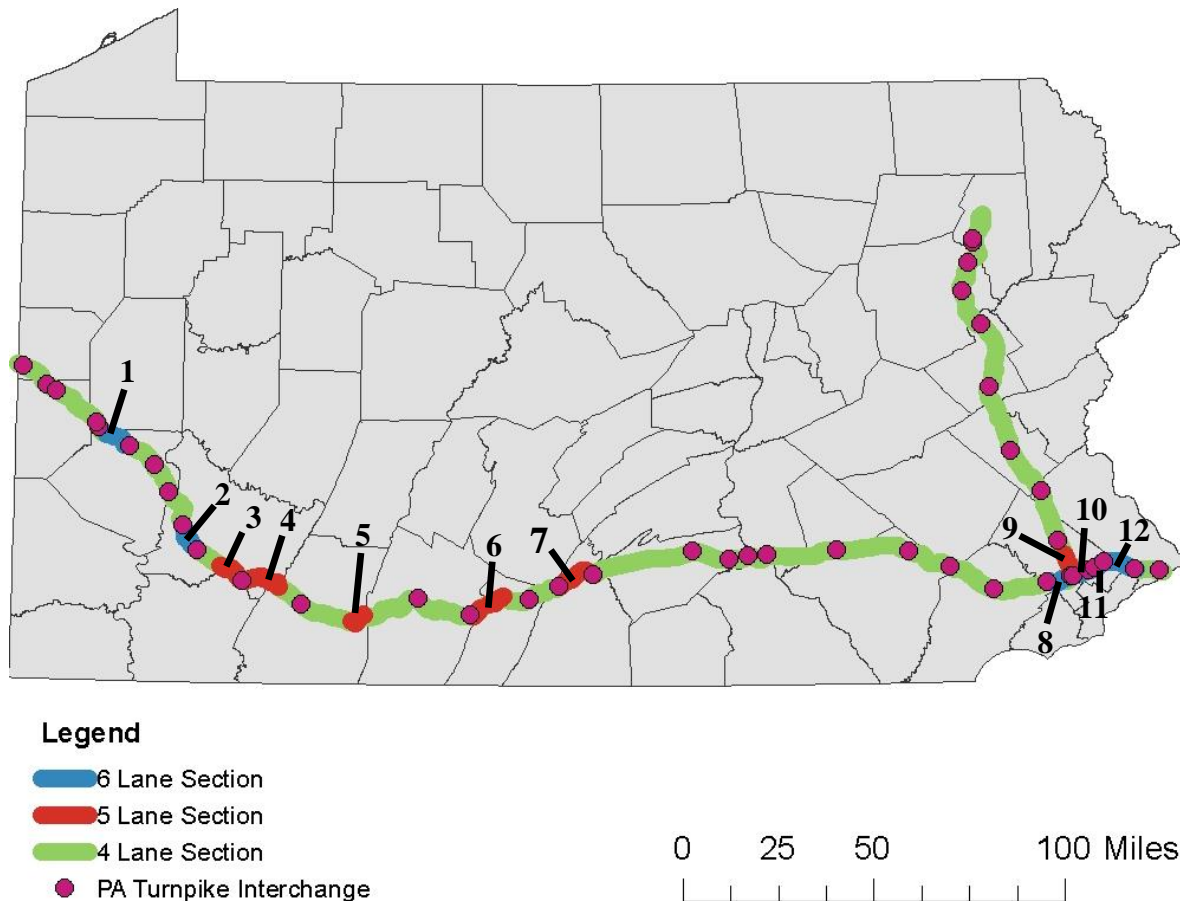 1
2
3
4
5
6
7
8
9
10
11
12
Legend
6 Lane Section
5 Lane Section
4 Lane Section
PA Turnpike Interchange
0 25 50 100 Miles